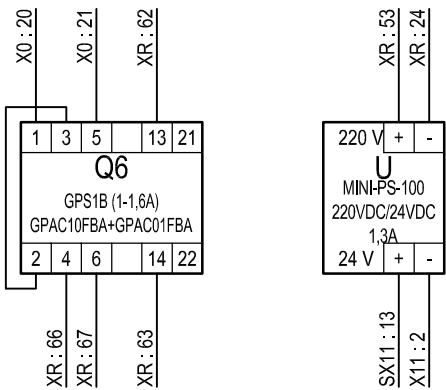 X0 : 20
X0 : 21
XR : 62
XR : 53
XR : 24
1 3 5 13 21
Q6
GPS1B (1-1,6A)
GPAC10FBA+GPAC01FBA
2 4 6 14 22
220 V + -
U
MINI-PS-100
220VDC/24VDC
1,3A
24 V + -
XR : 66
XR : 67
XR : 63
SX11 : 13
X11 : 2